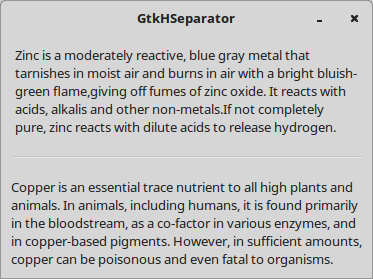 GtkHSeparator
Zinc is a moderately reactive, blue gray metal that
tarnishes in moist air and burns in air with a bright bluish-
green flame,giving off fumes of zinc oxide. It reacts with
acids, alkalis and other non-metals.If not completely
pure, zinc reacts with dilute acids to release hydrogen.
Copper is an essential trace nutrient to all high plants and
animals. In animals, including humans, it is found primarily
in the bloodstream, as a co-factor in various enzymes, and
in copper-based pigments. However, in sufficient amounts,
copper can be poisonous and even fatal to organisms.